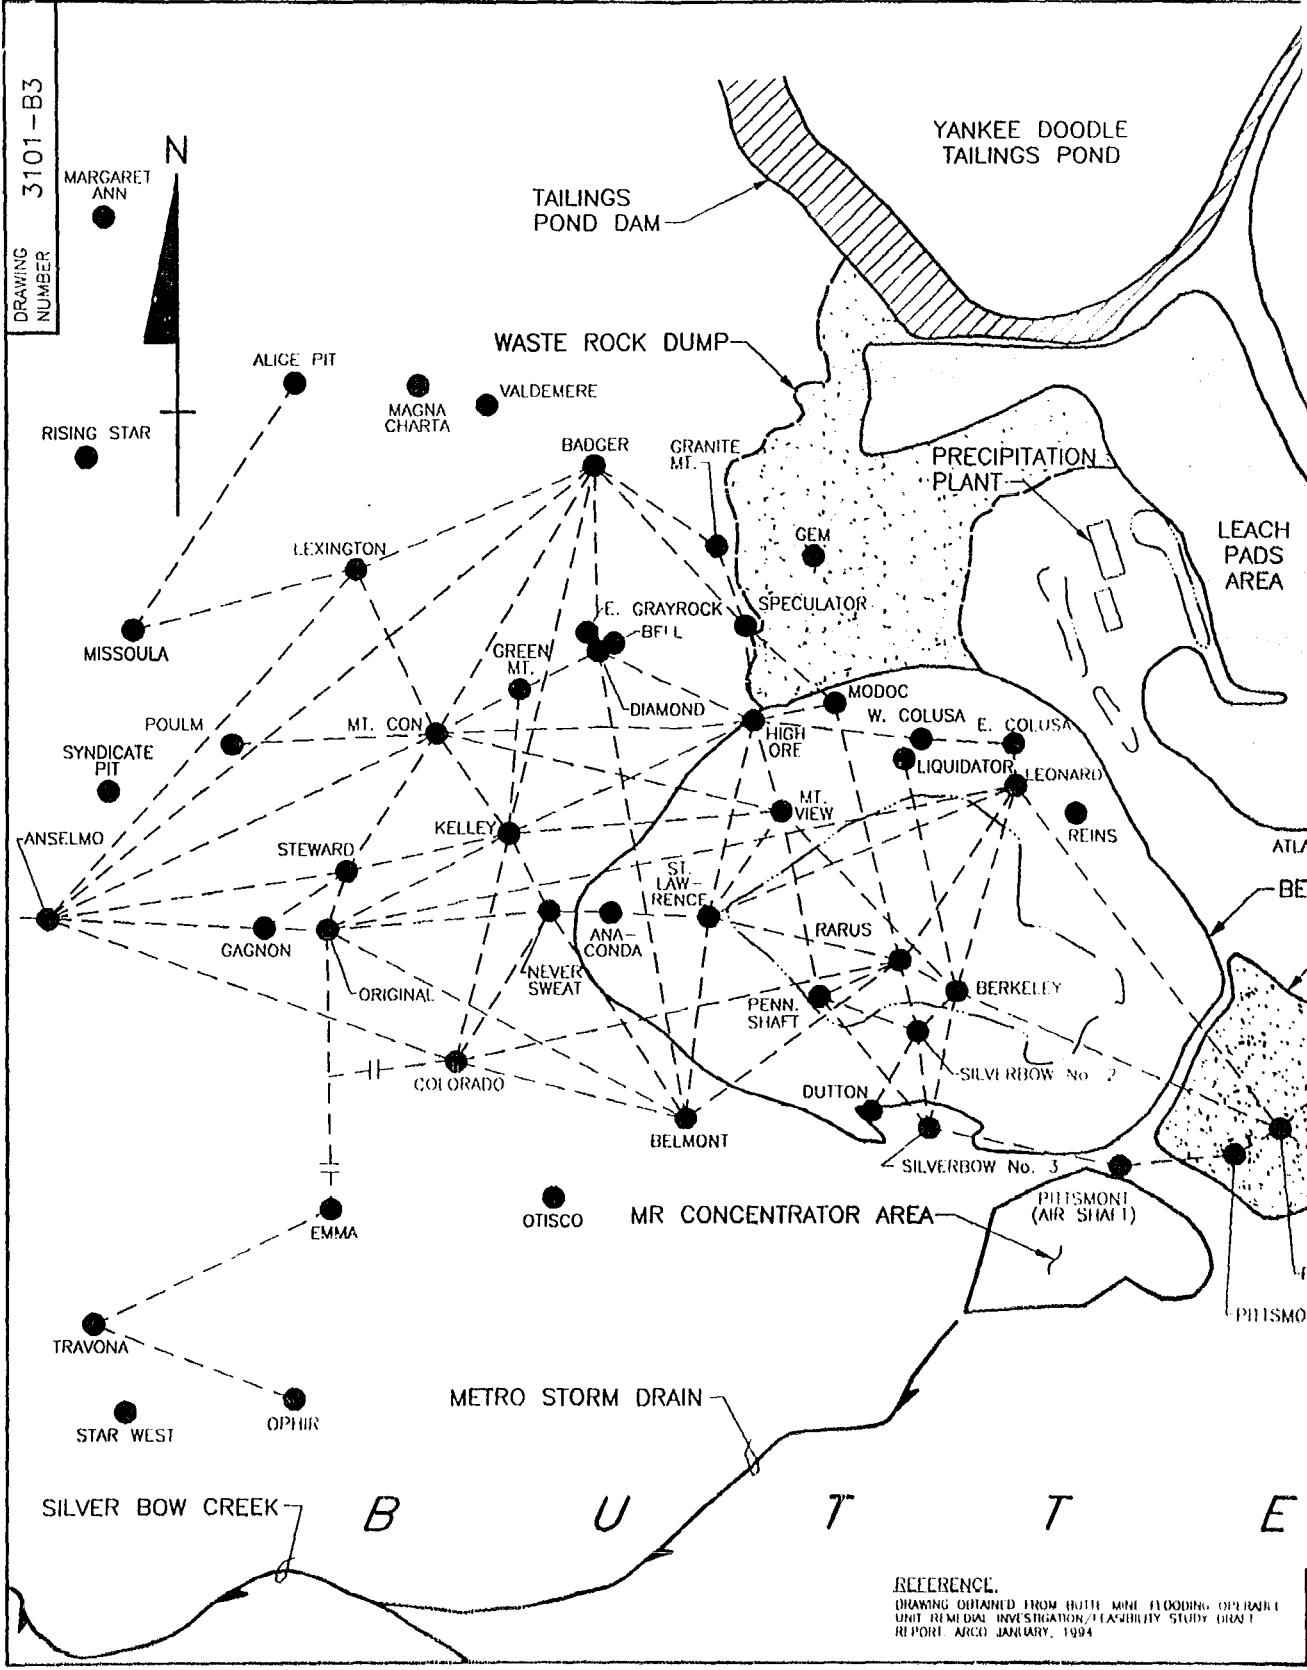 DRAWING
NUMBER
3101-B3
N
MARGARET
ANN
YANKEE DOODLE
TAILINGS POND
TAILINGS
POND DAM
WASTE ROCK DUMP
ALICE PIT
MAGNA
CHARTA
VALDEMERE
RISING STAR
BADGER
GRANITE
MT.
PRECIPITATION
PLANT
LEXINGTON
GEM
LEACH
PADS
AREA
MISSOULA
E. GRAYROCK
BELL
SPECULATOR
GREEN
MT.
DIAMOND
MODOC
POULM
MT. CON
HIGH
ORE
W. COLUSA
E. COLUSA
SYNDICATE
PIT
LIQUIDATOR
LEONARD
ANSELMO
KELLEY
MT.
VIEW
REINS
STEWARD
ATLA
ST.
LAW-
RENCE
BE
GAGNON
ANA-
CONDA
RARUS
ORIGINAL
NEVER
SWEAT
PENN.
SHAFT
BERKELEY
COLORADO
SILVERBOW No. 2
DUTTON
BELMONT
SILVERBOW No. 3
EMMA
OTISCO
MR CONCENTRATOR AREA
PITTSMONT
(AIR SHAFT)
PITTSMO
TRAVONA
METRO STORM DRAIN
STAR WEST
OPHIR
SILVER BOW CREEK
B U T T E
REFERENCE.
DRAWING OBTAINED FROM BUTTE MINE FLOODING OPERABLE
UNIT REMEDIAL INVESTIGATION/FEASIBILITY STUDY DRAFT
REPORT. ARCO JANUARY, 1994